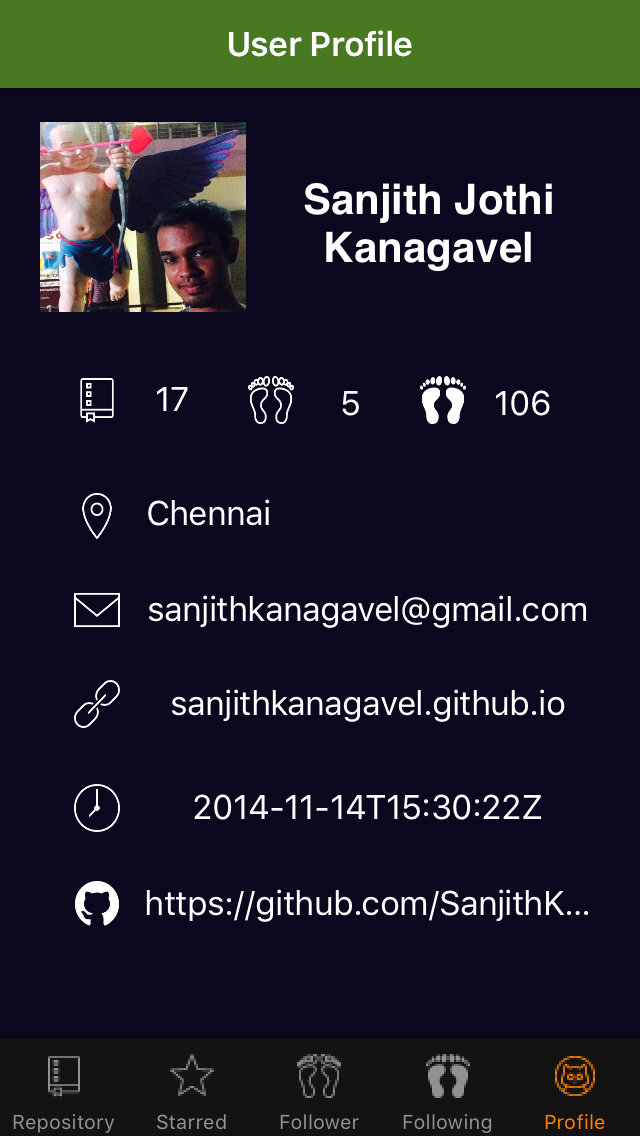 User Profile
Sanjith Jothi
Kanagavel
17 5 106
Chennai
sanjithkanagavel@gmail.com
sanjithkanagavel.github.io
2014-11-14T15:30:22Z
https://github.com/SanjithK...
Repository Starred Follower Following Profile